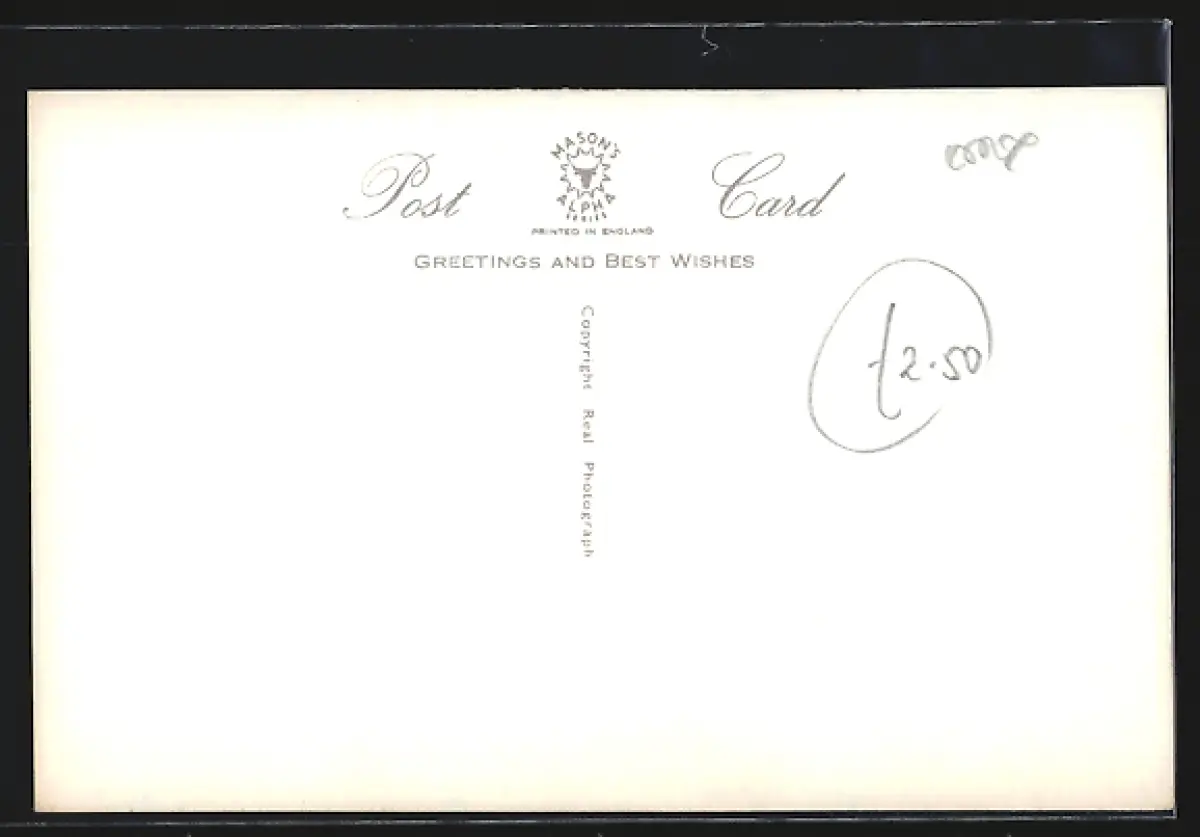 Post Card
MASON'S
ALPHA
SERIES
PRINTED IN ENGLAND
GREETINGS AND BEST WISHES
Copyright Real Photograph
£2.50